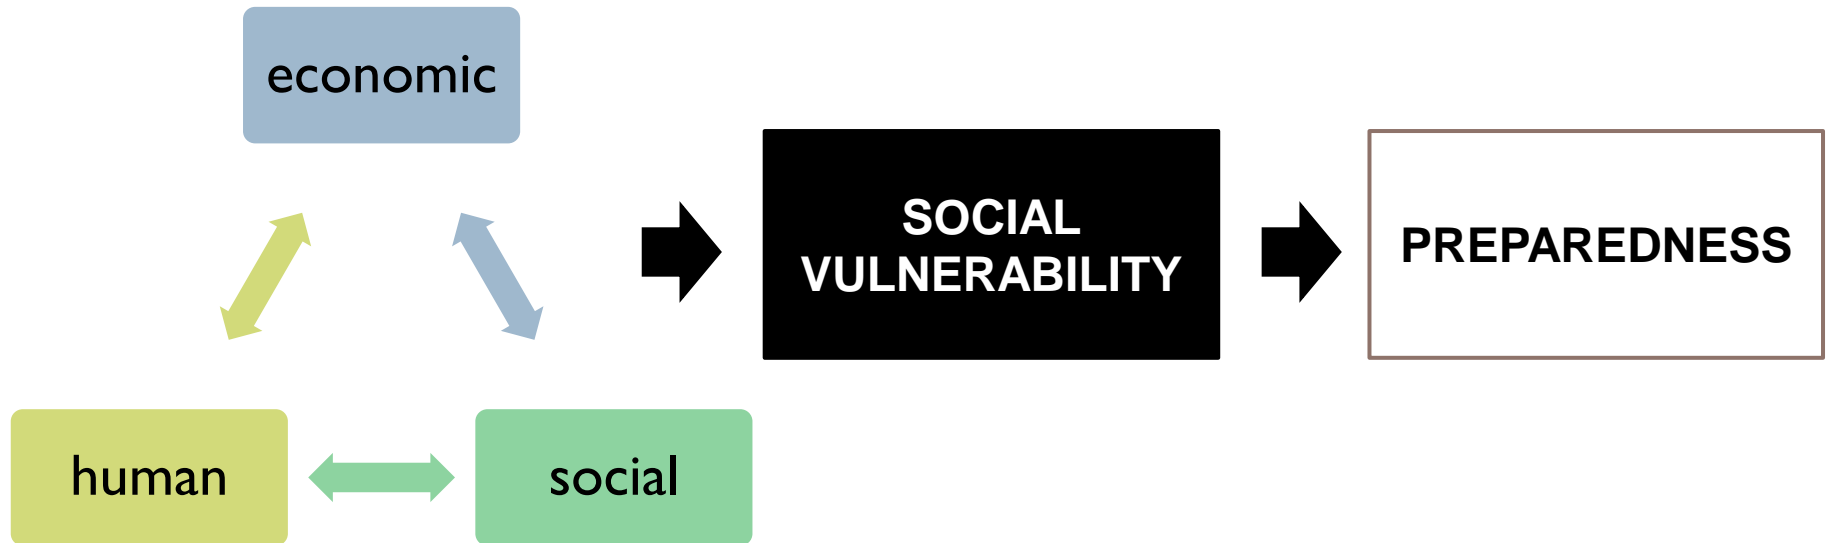 economic
human
social
SOCIAL
VULNERABILITY
PREPAREDNESS